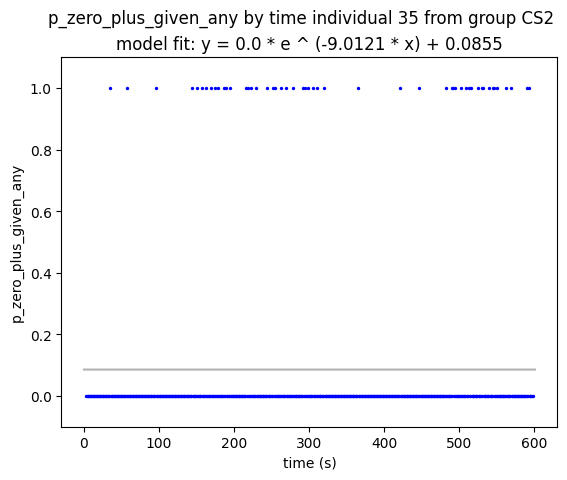 p_zero_plus_given_any by time individual 35 from group CS2
model fit: y = 0.0 * e ^ (-9.0121 * x) + 0.0855
1.0
0.8
0.6
0.4
0.2
0.0
p_zero_plus_given_any
0 100 200 300 400 500 600
time (s)